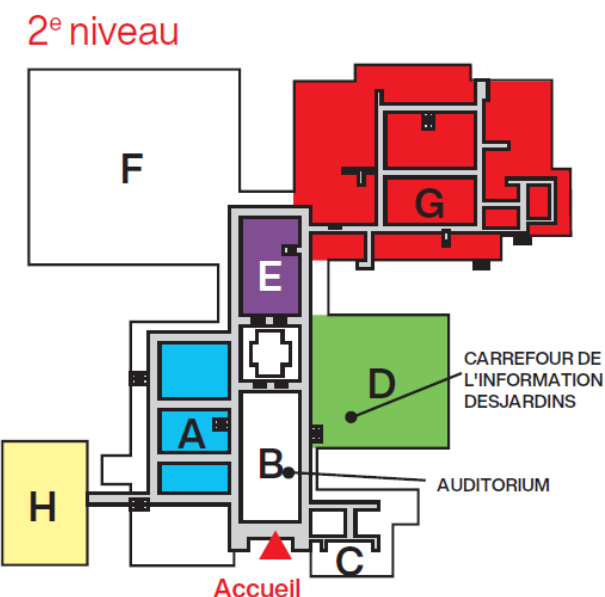 2e niveau
F
G
E
D
CARREFOUR DE
L'INFORMATION
DESJARDINS
A
B
AUDITORIUM
H
C
Accueil